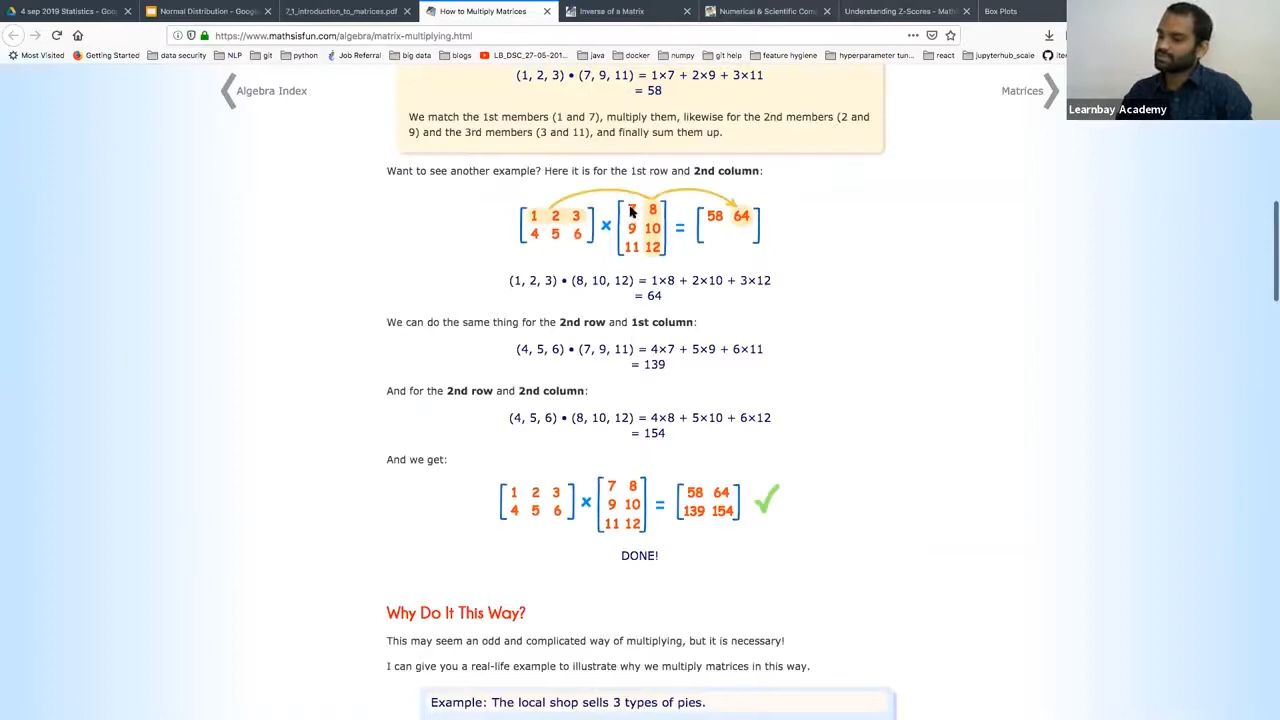 4 sep 2019 Statistics - Goo
Normal Distribution - Google
7_1_introduction_to_matrices.pdf
How to Multiply Matrices
Inverse of a Matrix
Numerical & Scientific Com
Understanding Z-Scores - Math
Box Plots
https://www.mathsisfun.com/algebra/matrix-multiplying.html
Most Visited
Getting Started
data security
NLP
git
python
Job Referral
big data
blogs
LB_DSC_27-05-201...
java
docker
numpy
git help
feature hygiene
hyperparameter tun...
react
jupyterhub_scale
Learnbay Academy
Algebra Index
Matrices
(1, 2, 3) • (7, 9, 11) = 1×7 + 2×9 + 3×11
= 58
We match the 1st members (1 and 7), multiply them, likewise for the 2nd members (2 and
9) and the 3rd members (3 and 11), and finally sum them up.
Want to see another example? Here it is for the 1st row and 2nd column:
1 2 3 7 8 58 64
4 5 6 × 9 10 =
11 12
(1, 2, 3) • (8, 10, 12) = 1×8 + 2×10 + 3×12
= 64
We can do the same thing for the 2nd row and 1st column:
(4, 5, 6) • (7, 9, 11) = 4×7 + 5×9 + 6×11
= 139
And for the 2nd row and 2nd column:
(4, 5, 6) • (8, 10, 12) = 4×8 + 5×10 + 6×12
= 154
And we get:
1 2 3 7 8 58 64
4 5 6 × 9 10 = 139 154
11 12
DONE!
Why Do It This Way?
This may seem an odd and complicated way of multiplying, but it is necessary!
I can give you a real-life example to illustrate why we multiply matrices in this way.
Example: The local shop sells 3 types of pies.